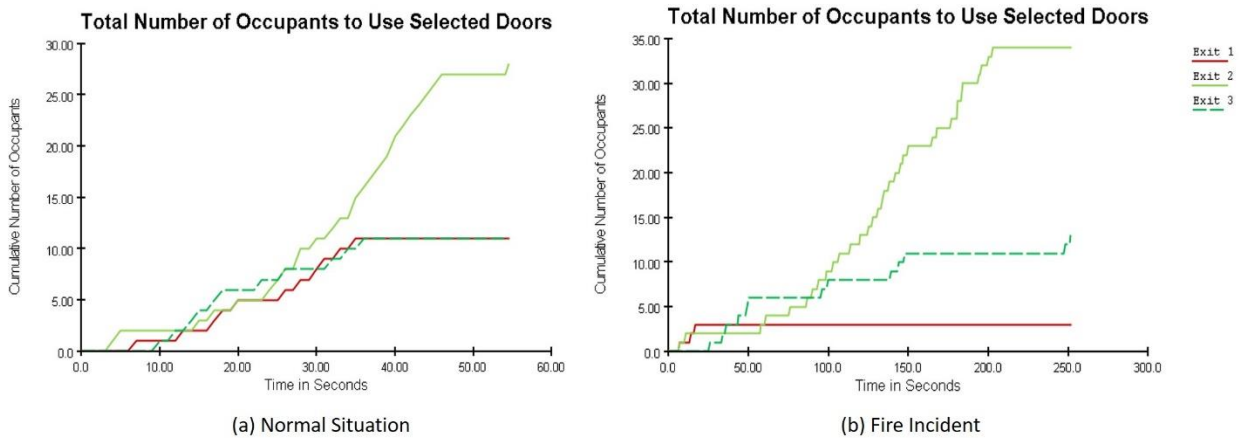 Total Number of Occupants to Use Selected Doors
30.00
25.00
20.00
15.00
10.00
5.00
0.0
Cumulative Number of Occupants
0.0 10.00 20.00 30.00 40.00 50.00 60.00
Time in Seconds
(a) Normal Situation
Total Number of Occupants to Use Selected Doors
35.00
30.00
25.00
20.00
15.00
10.00
5.00
0.0
Cumulative Number of Occupants
0.0 50.00 100.0 150.0 200.0 250.0 300.0
Time in Seconds
(b) Fire Incident
Exit 1
Exit 2
Exit 3